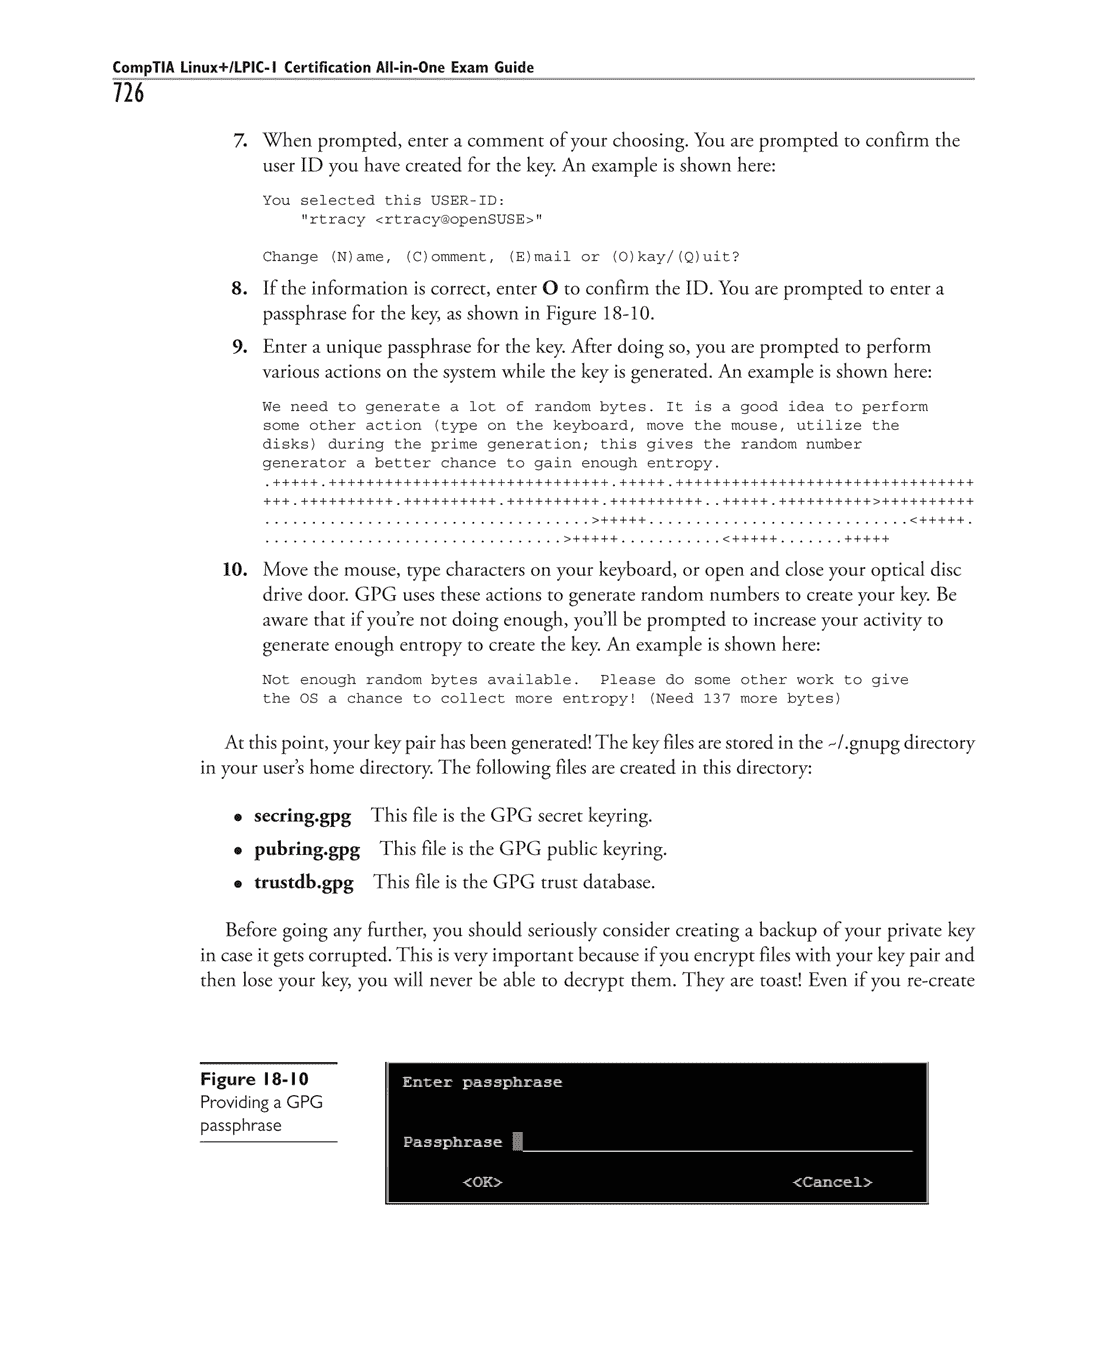 CompTIA Linux+/LPIC-1 Certification All-in-One Exam Guide
726
7. When prompted, enter a comment of your choosing. You are prompted to confirm the
user ID you have created for the key. An example is shown here:
You selected this USER-ID:
    "rtracy <rtracy@openSUSE>"
Change (N)ame, (C)omment, (E)mail or (O)kay/(Q)uit?
8. If the information is correct, enter O to confirm the ID. You are prompted to enter a
passphrase for the key, as shown in Figure 18-10.
9. Enter a unique passphrase for the key. After doing so, you are prompted to perform
various actions on the system while the key is generated. An example is shown here:
We need to generate a lot of random bytes. It is a good idea to perform
some other action (type on the keyboard, move the mouse, utilize the
disks) during the prime generation; this gives the random number
generator a better chance to gain enough entropy.
.+++++.++++++++++++++++++++++++++++++.+++++.++++++++++++++++++++++++++++++++
+++.++++++++++.++++++++++.++++++++++.++++++++++..+++++.++++++++++>++++++++++
...................................>+++++............................<+++++.
................................>+++++...........<+++++.......+++++
10. Move the mouse, type characters on your keyboard, or open and close your optical disc
drive door. GPG uses these actions to generate random numbers to create your key. Be
aware that if you’re not doing enough, you’ll be prompted to increase your activity to
generate enough entropy to create the key. An example is shown here:
Not enough random bytes available.  Please do some other work to give
the OS a chance to collect more entropy! (Need 137 more bytes)
At this point, your key pair has been generated! The key files are stored in the ~/.gnupg directory
in your user’s home directory. The following files are created in this directory:
• secring.gpg This file is the GPG secret keyring.
• pubring.gpg This file is the GPG public keyring.
• trustdb.gpg This file is the GPG trust database.
Before going any further, you should seriously consider creating a backup of your private key
in case it gets corrupted. This is very important because if you encrypt files with your key pair and
then lose your key, you will never be able to decrypt them. They are toast! Even if you re-create
Figure 18-10
Providing a GPG
passphrase
Enter passphrase
Passphrase
<OK> <Cancel>